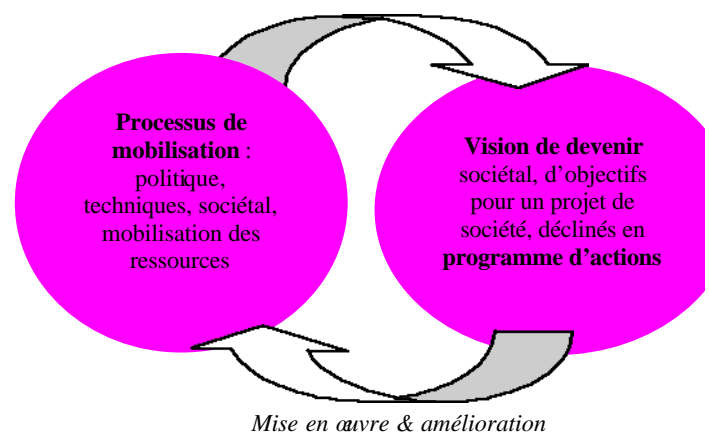 Processus de
mobilisation :
politique,
techniques, sociétal,
mobilisation des
ressources
Vision de devenir
sociétal, d’objectifs
pour un projet de
société, déclinés en
programme d’actions
Mise en œuvre & amélioration